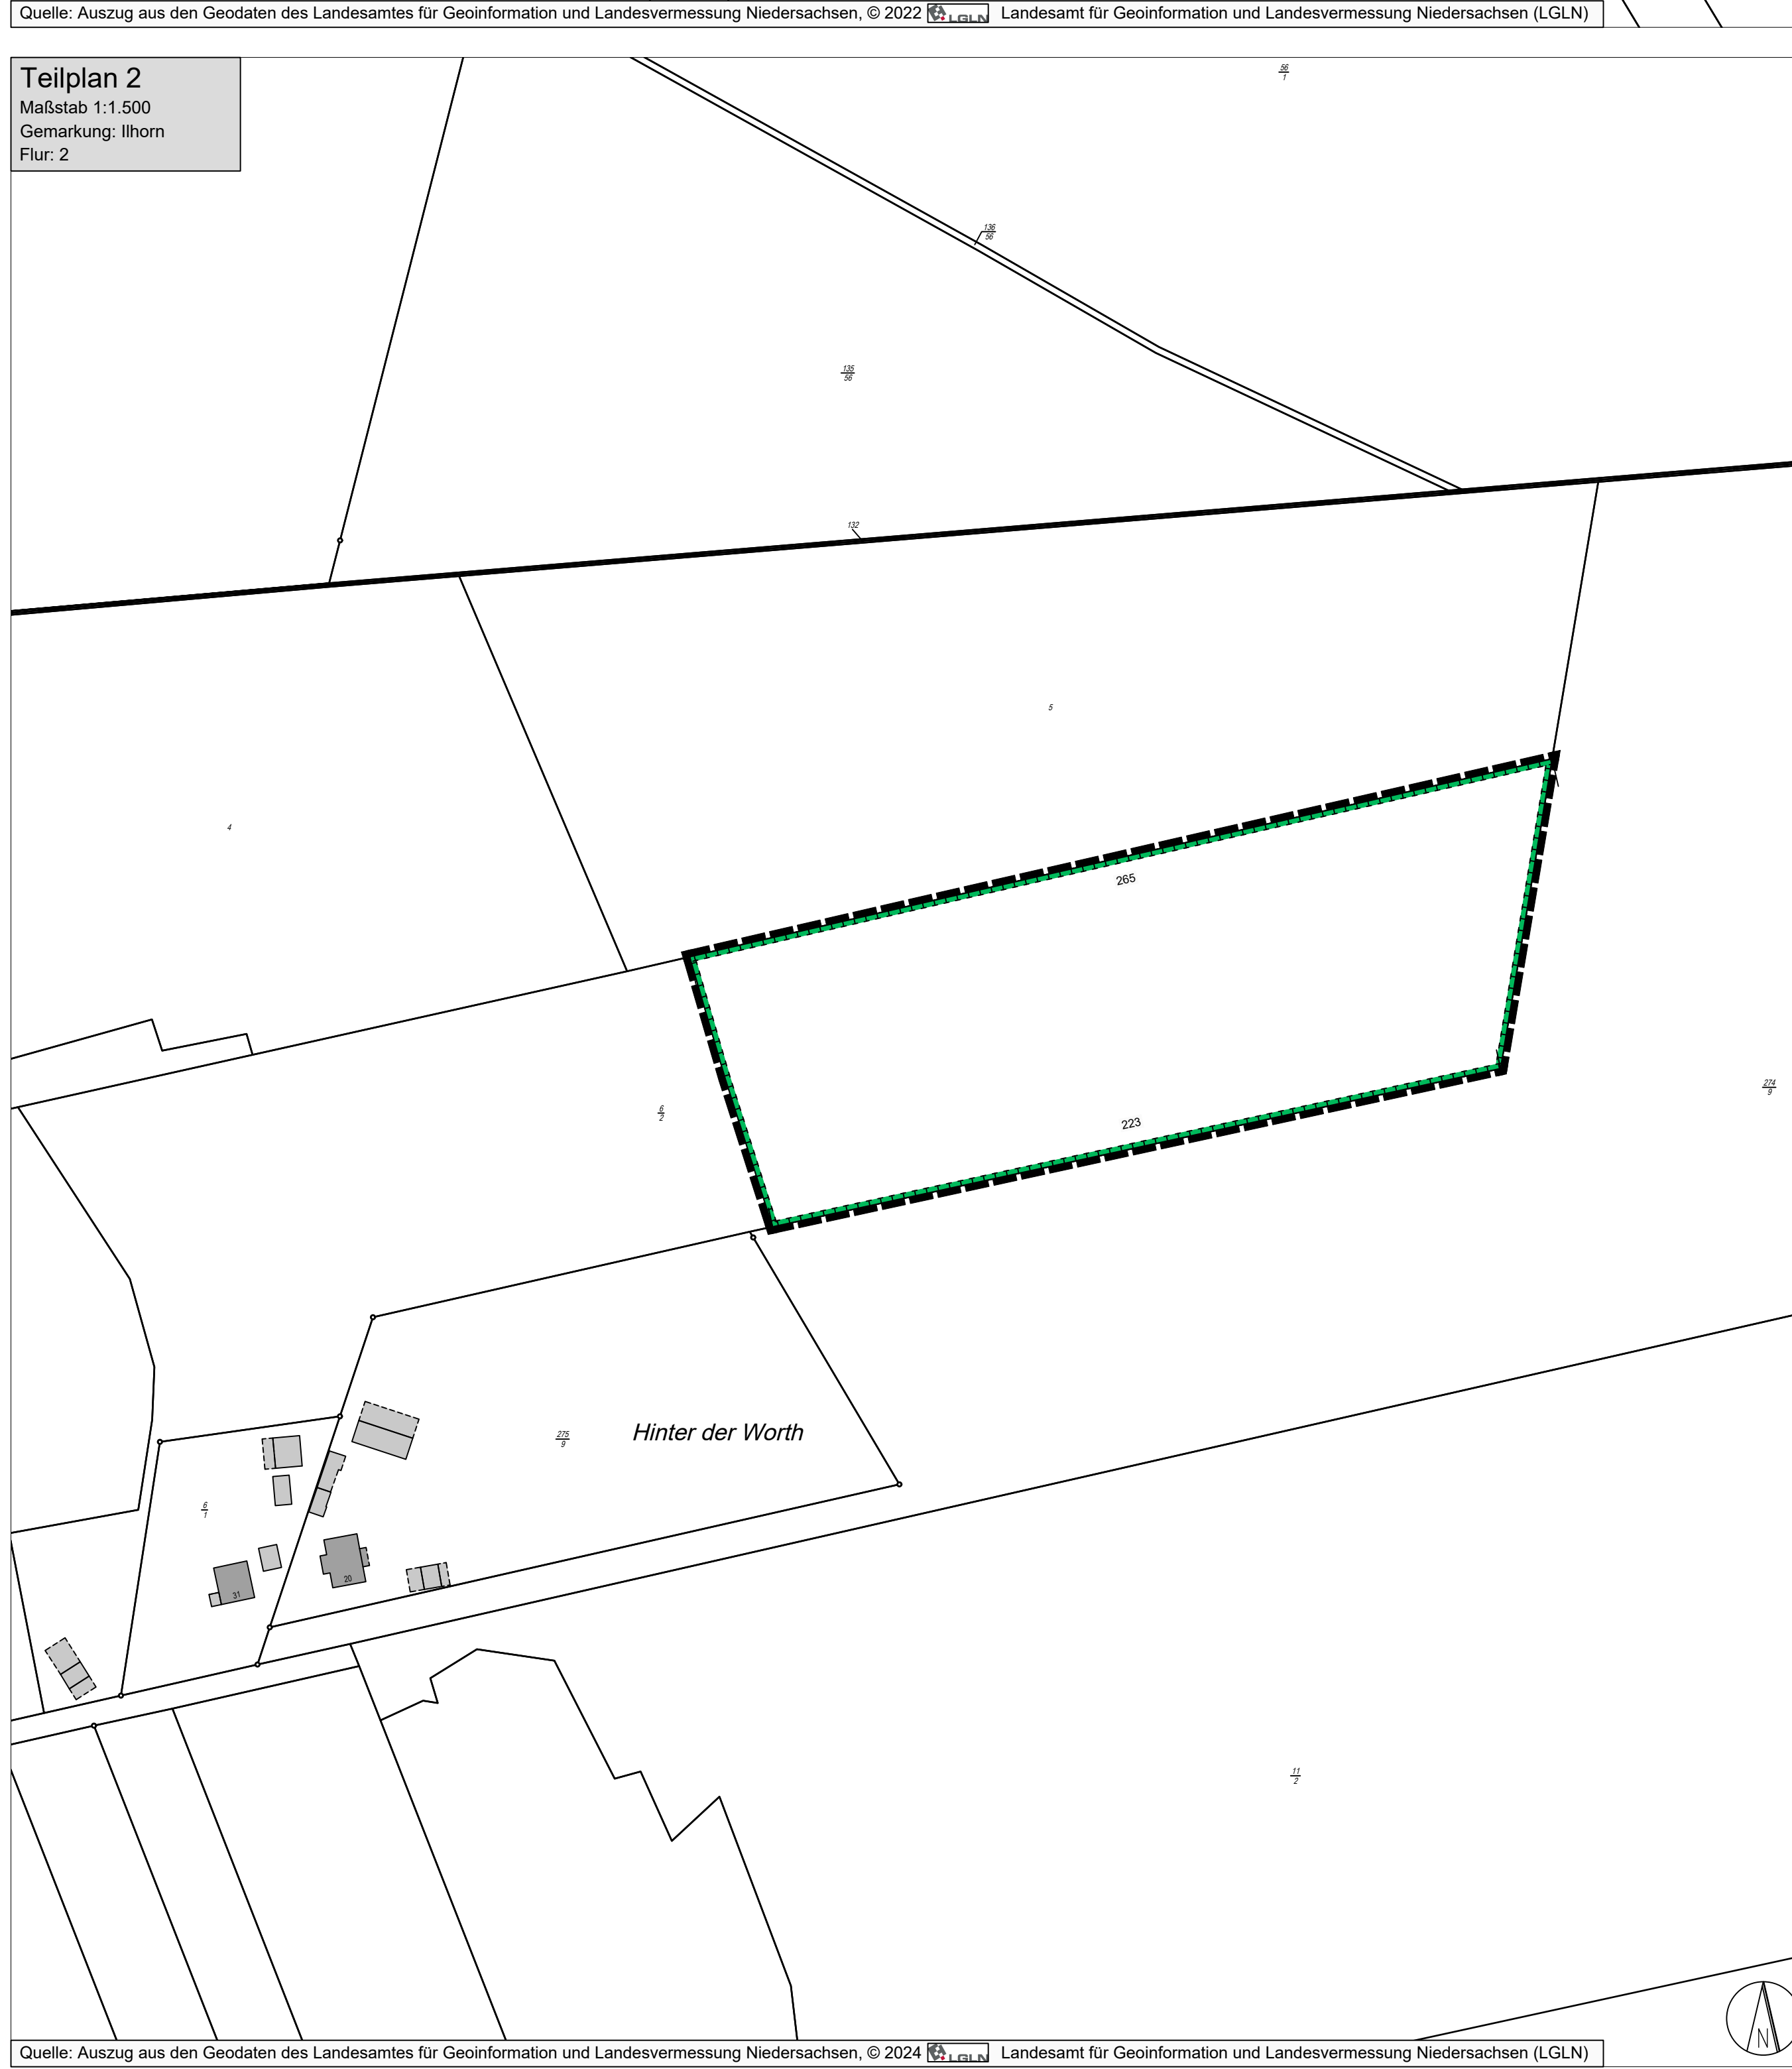 Quelle: Auszug aus den Geodaten des Landesamtes für Geoinformation und Landesvermessung Niedersachsen, © 2022 LGLN Landesamt für Geoinformation und Landesvermessung Niedersachsen (LGLN)
Teilplan 2
Maßstab 1:1.500
Gemarkung: Ilhorn
Flur: 2
56
1
136
56
135
56
132
5
4
265
274
9
6
2
223
Hinter der Worth
275
9
6
1
20
31
11
2
N
Quelle: Auszug aus den Geodaten des Landesamtes für Geoinformation und Landesvermessung Niedersachsen, © 2024 LGLN Landesamt für Geoinformation und Landesvermessung Niedersachsen (LGLN)